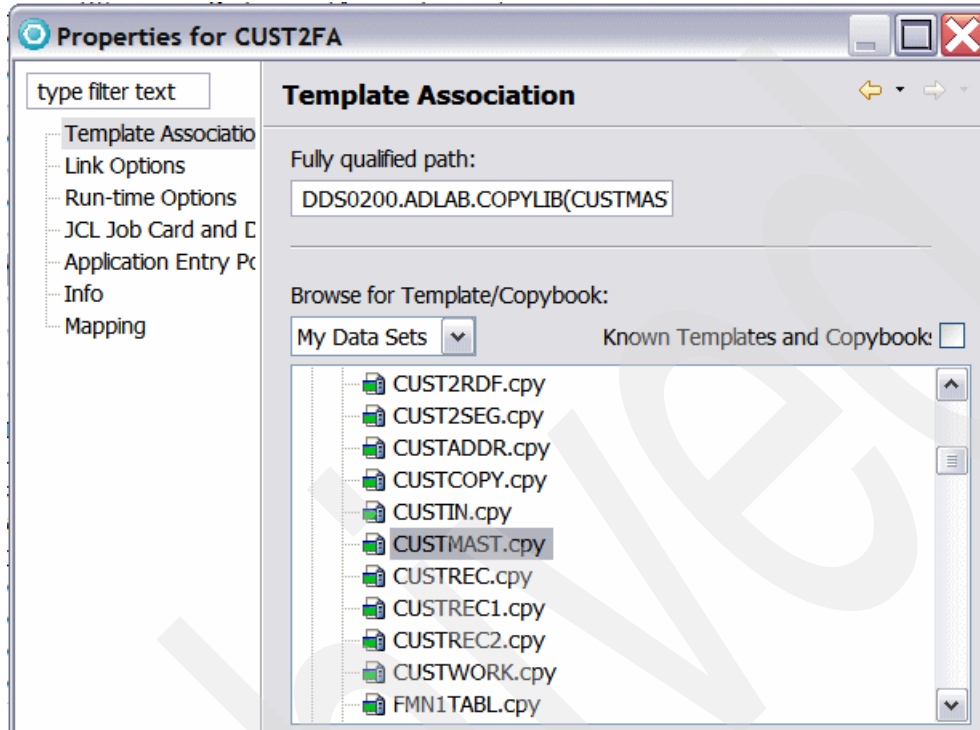 Properties for CUST2FA
type filter text
Template Associatio
Link Options
Run-time Options
JCL Job Card and D
Application Entry Po
Info
Mapping
Template Association
Fully qualified path:
DDS0200.ADLAB.COPYLIB(CUSTMAS
Browse for Template/Copybook:
My Data Sets
Known Templates and Copybook
CUST2RDF.cpy
CUST2SEG.cpy
CUSTADDR.cpy
CUSTCOPY.cpy
CUSTIN.cpy
CUSTMAST.cpy
CUSTREC.cpy
CUSTREC1.cpy
CUSTREC2.cpy
CUSTWORK.cpy
FMN1TABL.cpy